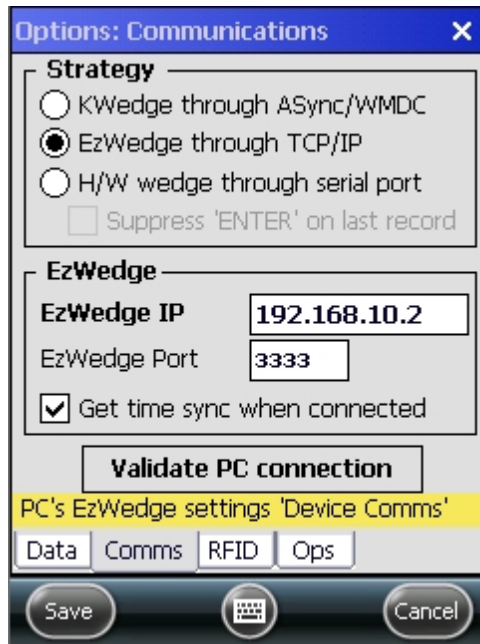 Options: Communications
Strategy
KWedge through ASync/WMDC
EzWedge through TCP/IP
H/W wedge through serial port
Suppress 'ENTER' on last record
EzWedge
EzWedge IP 192.168.10.2
EzWedge Port 3333
Get time sync when connected
Validate PC connection
PC's EzWedge settings 'Device Comms'
Data Comms RFID Ops
Save Cancel